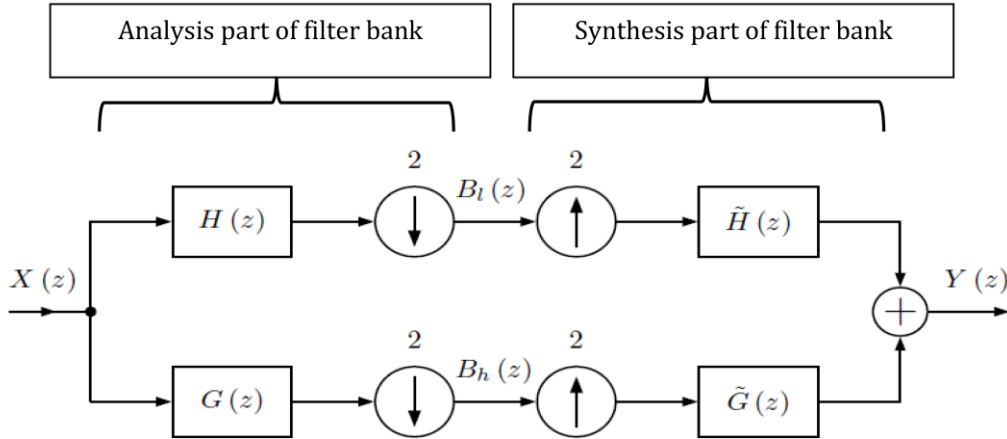 Analysis part of filter bank
Synthesis part of filter bank
2
2
B_l (z)
H (z)
H̃ (z)
X (z)
Y (z)
+
2
2
B_h (z)
G (z)
G̃ (z)